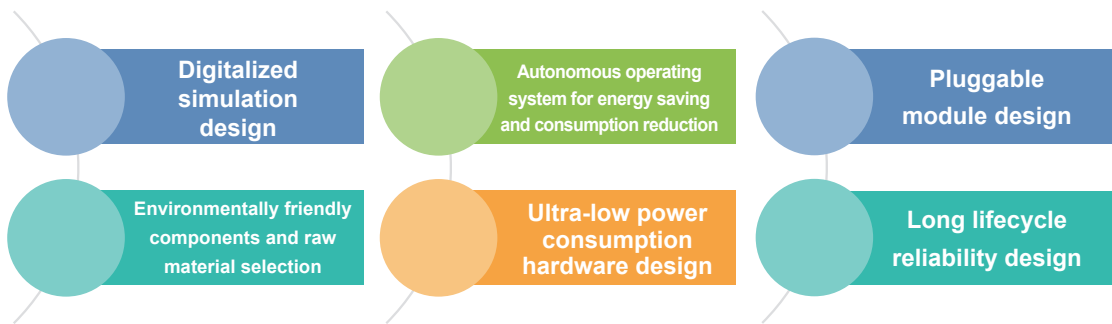 Digitalized
simulation
design
Autonomous operating
system for energy saving
and consumption reduction
Pluggable
module design
Environmentally friendly
components and raw
material selection
Ultra-low power
consumption
hardware design
Long lifecycle
reliability design